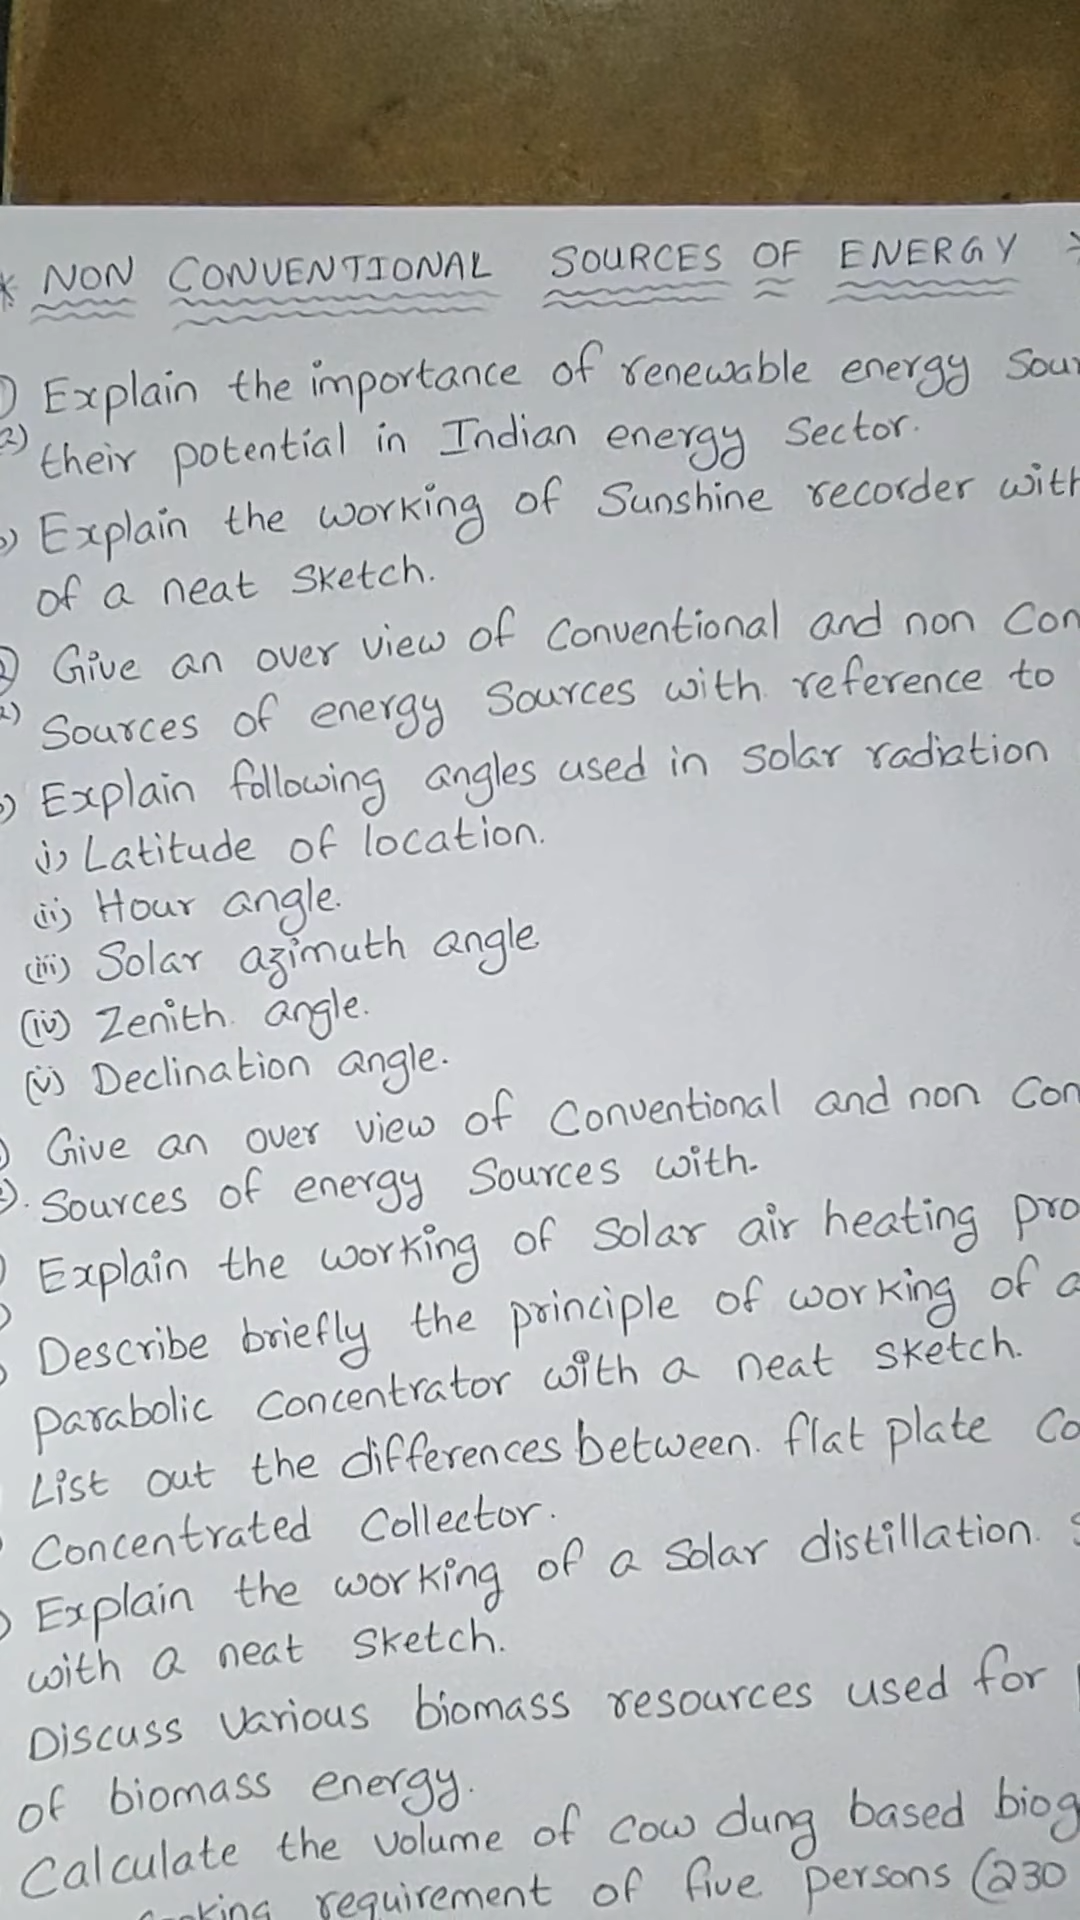 * NON CONVENTIONAL SOURCES OF ENERGY
Explain the importance of renewable energy
their potential in Indian energy Sector.
Explain the working of Sunshine recorder with
of a neat sketch.
Give an over view of Conventional and non
Sources of energy Sources with reference to
Explain following angles used in solar radiation
(i) Latitude of location.
(ii) Hour angle.
(iii) Solar azimuth angle
(iv) Zenith angle.
(v) Declination angle.
Give an over view of Conventional and non
Sources of energy Sources with.
Explain the working of Solar air heating
Describe briefly the principle of working of a
parabolic Concentrator with a neat sketch.
List out the differences between. flat plate
Concentrated Collector.
Explain the working of a Solar distillation.
with a neat sketch.
Discuss various biomass resources used for
of biomass energy.
Calculate the volume of cow dung based
requirement of five persons (230